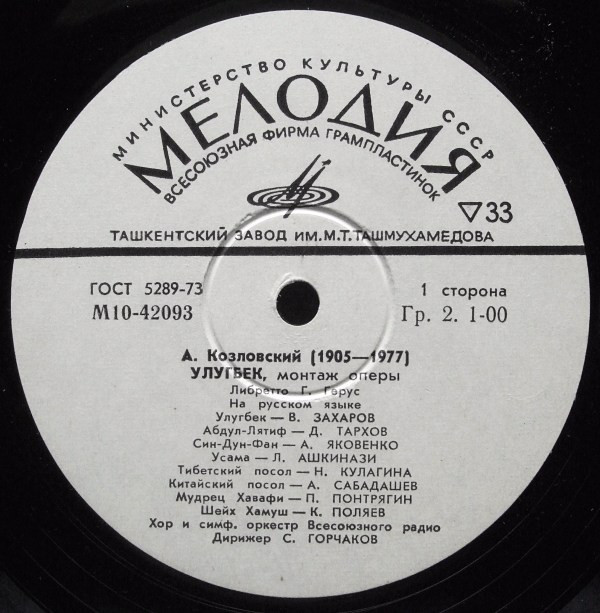 МИНИСТЕРСТВО КУЛЬТУРЫ СССР
МЕЛОДИЯ
ВСЕСОЮЗНАЯ ФИРМА ГРАМПЛАСТИНОК
▽33
ТАШКЕНТСКИЙ ЗАВОД ИМ. М.Т. ТАШМУХАМЕДОВА
ГОСТ 5289-73
М10-42093
1 сторона
Гр. 2. 1-00
А. Козловский (1905—1977)
УЛУГБЕК, монтаж оперы
Либретто Г. Герус
На русском языке
Улугбек — В. ЗАХАРОВ
Абдул-Лятиф — Д. ТАРХОВ
Син-Дун-Фан — А. ЯКОВЕНКО
Усама — Л. АШКИНАЗИ
Тибетский посол — Н. КУЛАГИНА
Китайский посол — А. САБАДАШЕВ
Мудрец Хавафи — П. ПОНТРЯГИН
Шейх Хамуш — К. ПОЛЯЕВ
Хор и симф. оркестр Всесоюзного радио
Дирижер С. ГОРЧАКОВ